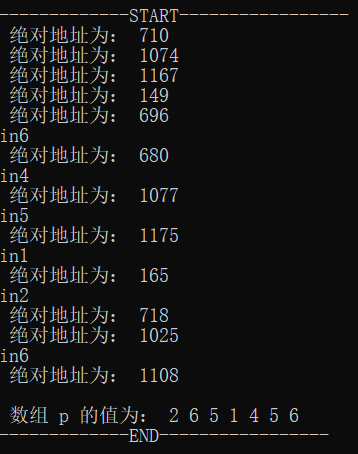 -------------START-----------------
绝对地址为： 710
绝对地址为： 1074
绝对地址为： 1167
绝对地址为： 149
绝对地址为： 696
in6
绝对地址为： 680
in4
绝对地址为： 1077
in5
绝对地址为： 1175
in1
绝对地址为： 165
in2
绝对地址为： 718
绝对地址为： 1025
in6
绝对地址为： 1108
数组 p 的值为： 2 6 5 1 4 5 6
-------------END-----------------